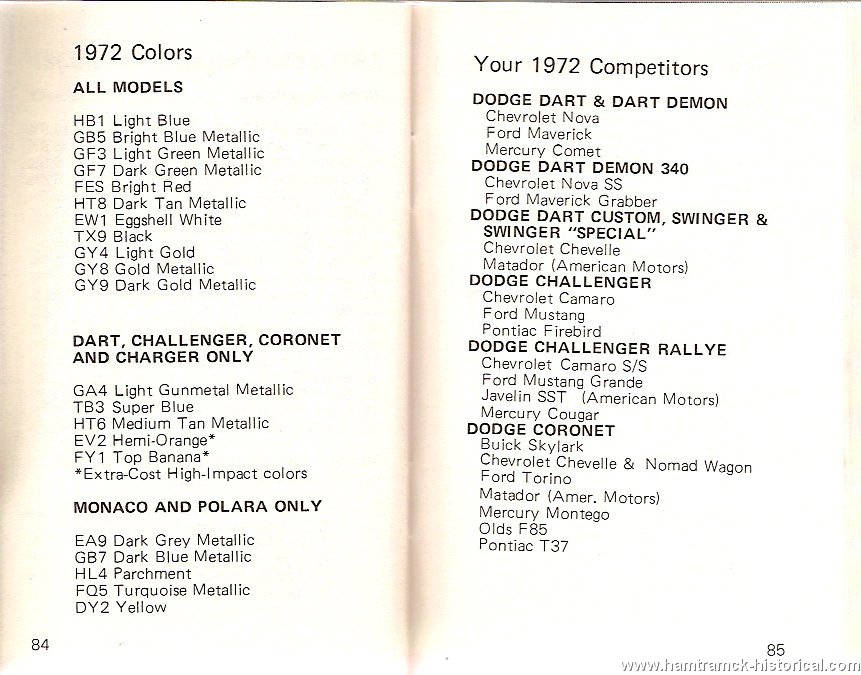 1972 Colors
ALL MODELS
HB1 Light Blue
GB5 Bright Blue Metallic
GF3 Light Green Metallic
GF7 Dark Green Metallic
FES Bright Red
HT8 Dark Tan Metallic
EW1 Eggshell White
TX9 Black
GY4 Light Gold
GY8 Gold Metallic
GY9 Dark Gold Metallic
DART, CHALLENGER, CORONET
AND CHARGER ONLY
GA4 Light Gunmetal Metallic
TB3 Super Blue
HT6 Medium Tan Metallic
EV2 Hemi-Orange*
FY1 Top Banana*
*Extra-Cost High-Impact colors
MONACO AND POLARA ONLY
EA9 Dark Grey Metallic
GB7 Dark Blue Metallic
HL4 Parchment
FQ5 Turquoise Metallic
DY2 Yellow
84
Your 1972 Competitors
DODGE DART & DART DEMON
Chevrolet Nova
Ford Maverick
Mercury Comet
DODGE DART DEMON 340
Chevrolet Nova SS
Ford Maverick Grabber
DODGE DART CUSTOM, SWINGER &
SWINGER "SPECIAL"
Chevrolet Chevelle
Matador (American Motors)
DODGE CHALLENGER
Chevrolet Camaro
Ford Mustang
Pontiac Firebird
DODGE CHALLENGER RALLYE
Chevrolet Camaro S/S
Ford Mustang Grande
Javelin SST (American Motors)
Mercury Cougar
DODGE CORONET
Buick Skylark
Chevrolet Chevelle & Nomad Wagon
Ford Torino
Matador (Amer. Motors)
Mercury Montego
Olds F85
Pontiac T37
85
www.hamtramck-historical.com